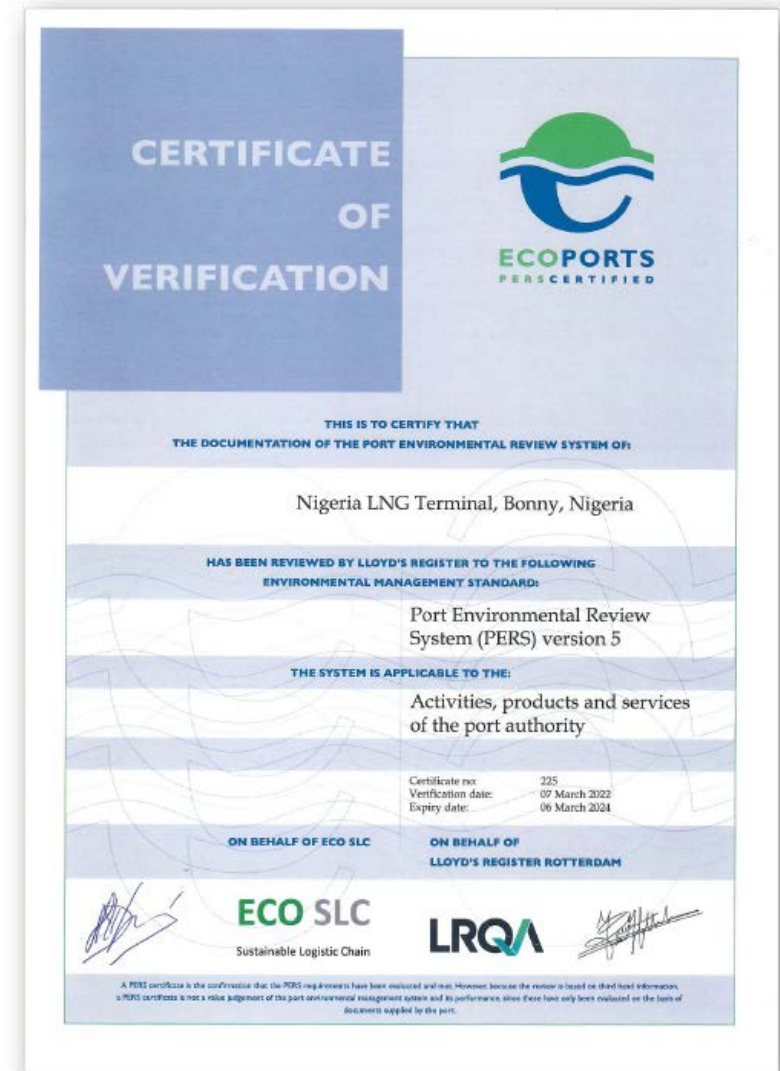 CERTIFICATE
OF
VERIFICATION
ECOPORTS
PERSCERTIFIED
THIS IS TO CERTIFY THAT
THE DOCUMENTATION OF THE PORT ENVIRONMENTAL REVIEW SYSTEM OF:
Nigeria LNG Terminal, Bonny, Nigeria
HAS BEEN REVIEWED BY LLOYD'S REGISTER TO THE FOLLOWING
ENVIRONMENTAL MANAGEMENT STANDARD:
Port Environmental Review
System (PERS) version 5
THE SYSTEM IS APPLICABLE TO THE:
Activities, products and services
of the port authority
Certificate no: 225
Verification date: 07 March 2022
Expiry date: 06 March 2024
ON BEHALF OF ECO SLC
ON BEHALF OF
LLOYD'S REGISTER ROTTERDAM
ECO SLC
Sustainable Logistic Chain
LRQA
A PERS certificate is the confirmation that the PERS requirements have been evaluated and met. However, because the review is based on third hand information,
a PERS certificate is not a value judgement of the port environmental management system and its performance, since these have only been evaluated on the basis of
documents supplied by the port.